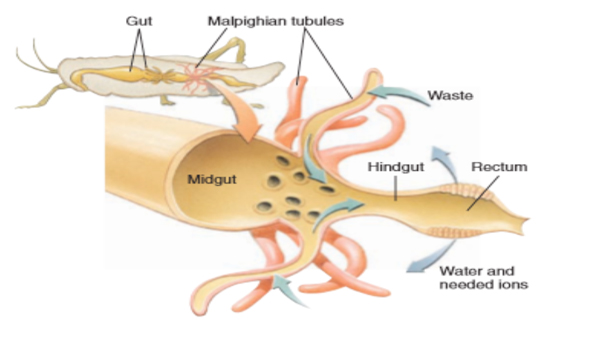 Gut
Malpighian tubules
Waste
Midgut
Hindgut
Rectum
Water and
needed ions